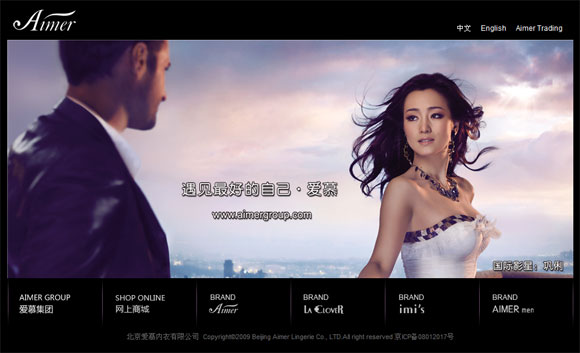 Aimer
中文 English Aimer Trading
遇见最好的自己·爱慕
www.aimergroup.com
国际影星：巩俐
AIMER GROUP
爱慕集团
SHOP ONLINE
网上商城
BRAND
Aimer
BRAND
LA CLOVER
BRAND
imi's
BRAND
AIMER men
北京爱慕内衣有限公司 Copyright©2009 Beijing Aimer Lingerie Co., LTD.All right reserved.京ICP备08012017号